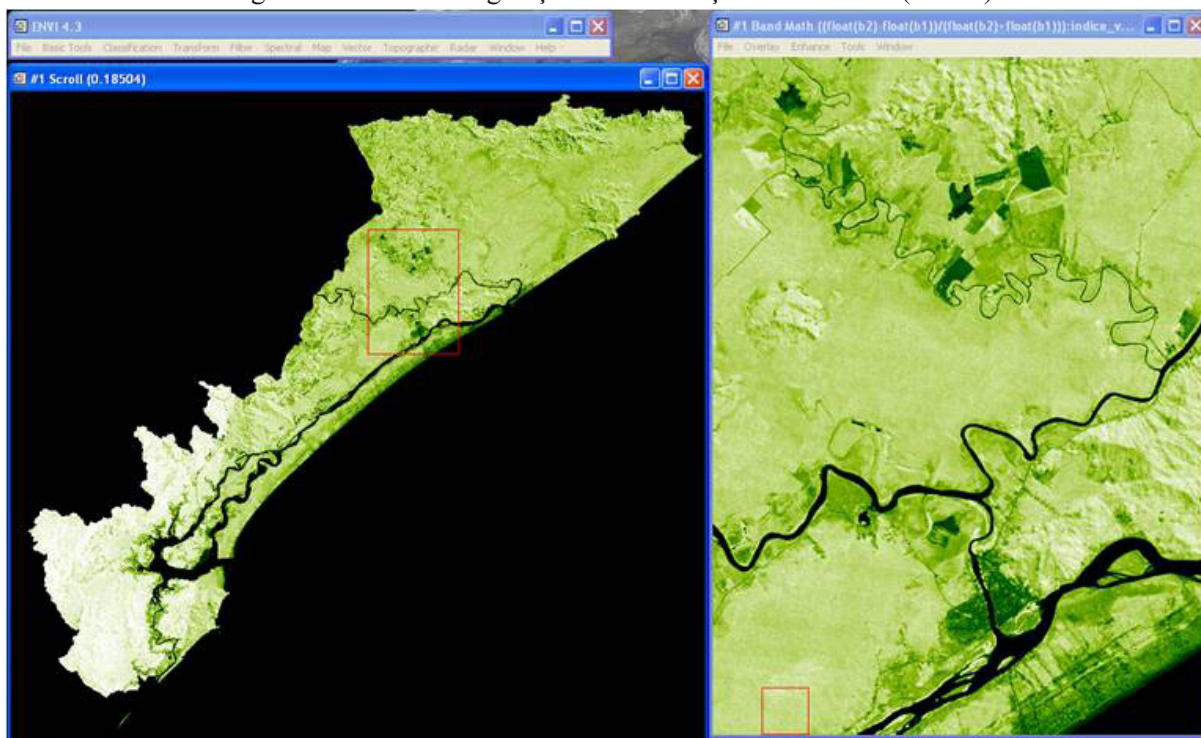 ENVI 4.3
File Basic Tools Classification Transform Filter Spectral Map Vector Topographic Radar Window Help
#1 Scroll (0.18504)
#1 Band Math ((float(b2)-float(b1))/(float(b2)+float(b1))):indice_v...
File Overlay Enhance Tools Window